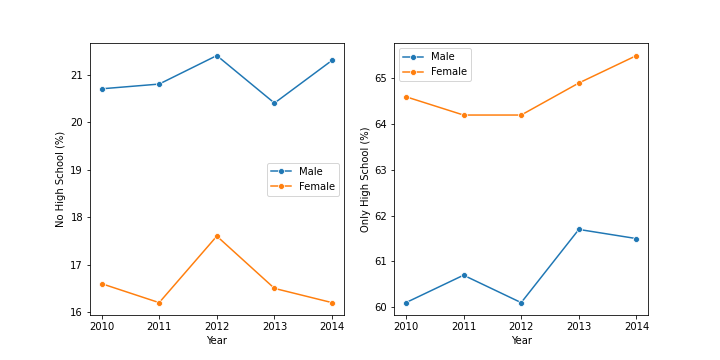 21
20
19
18
17
16
No High School (%)
2010 2011 2012 2013 2014
Year
Male
Female
65
64
63
62
61
60
Only High School (%)
2010 2011 2012 2013 2014
Year
Male
Female